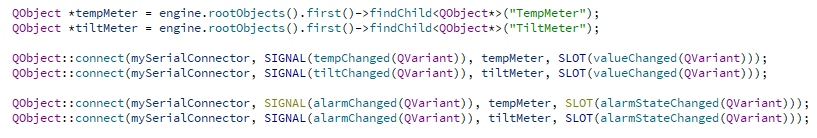 QObject *tempMeter = engine.rootObjects().first()->findChild<QObject*>("TempMeter");
QObject *tiltMeter = engine.rootObjects().first()->findChild<QObject*>("TiltMeter");
QObject::connect(mySerialConnector, SIGNAL(tempChanged(QVariant)), tempMeter, SLOT(valueChanged(QVariant)));
QObject::connect(mySerialConnector, SIGNAL(tiltChanged(QVariant)), tiltMeter, SLOT(valueChanged(QVariant)));
QObject::connect(mySerialConnector, SIGNAL(alarmChanged(QVariant)), tempMeter, SLOT(alarmStateChanged(QVariant)));
QObject::connect(mySerialConnector, SIGNAL(alarmChanged(QVariant)), tiltMeter, SLOT(alarmStateChanged(QVariant)));